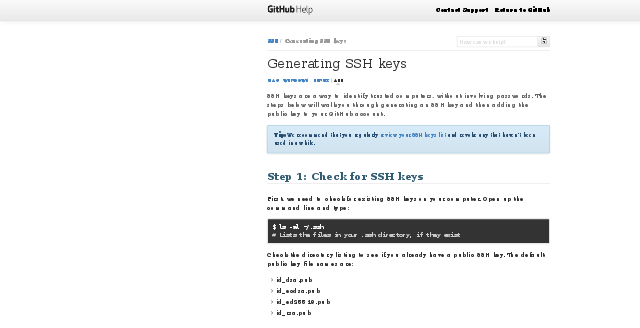 GitHub Help
Contact Support Return to GitHub
SSH / Generating SSH keys
How can we help?
Generating SSH keys
MAC WINDOWS LINUX | ALL
SSH keys are a way to identify trusted computers, without involving passwords. The
steps below will walk you through generating an SSH key and then adding the
public key to your GitHub account.
Tip: We recommend that you regularly review your SSH keys list and revoke any that haven't been
used in a while.
Step 1: Check for SSH keys
First, we need to check for existing SSH keys on your computer. Open up the
command line and type:
$ ls -al ~/.ssh
# Lists the files in your .ssh directory, if they exist
Check the directory listing to see if you already have a public SSH key. The default
public key file names are:
id_dsa.pub
id_ecdsa.pub
id_ed25519.pub
id_rsa.pub